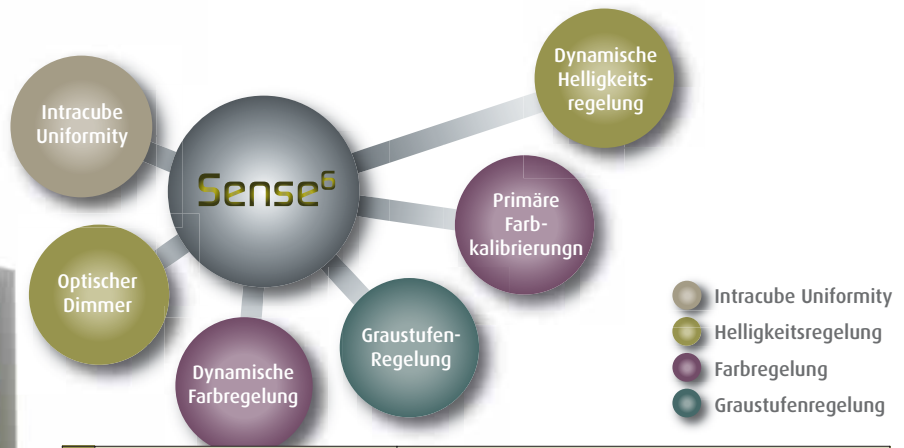 Dynamische
Helligkeits-
regelung
Intracube
Uniformity
Sense⁶
Primäre
Farb-
kalibrierungn
Optischer
Dimmer
Graustufen-
Regelung
Dynamische
Farbregelung
Intracube Uniformity
Helligkeitsregelung
Farbregelung
Graustufenregelung